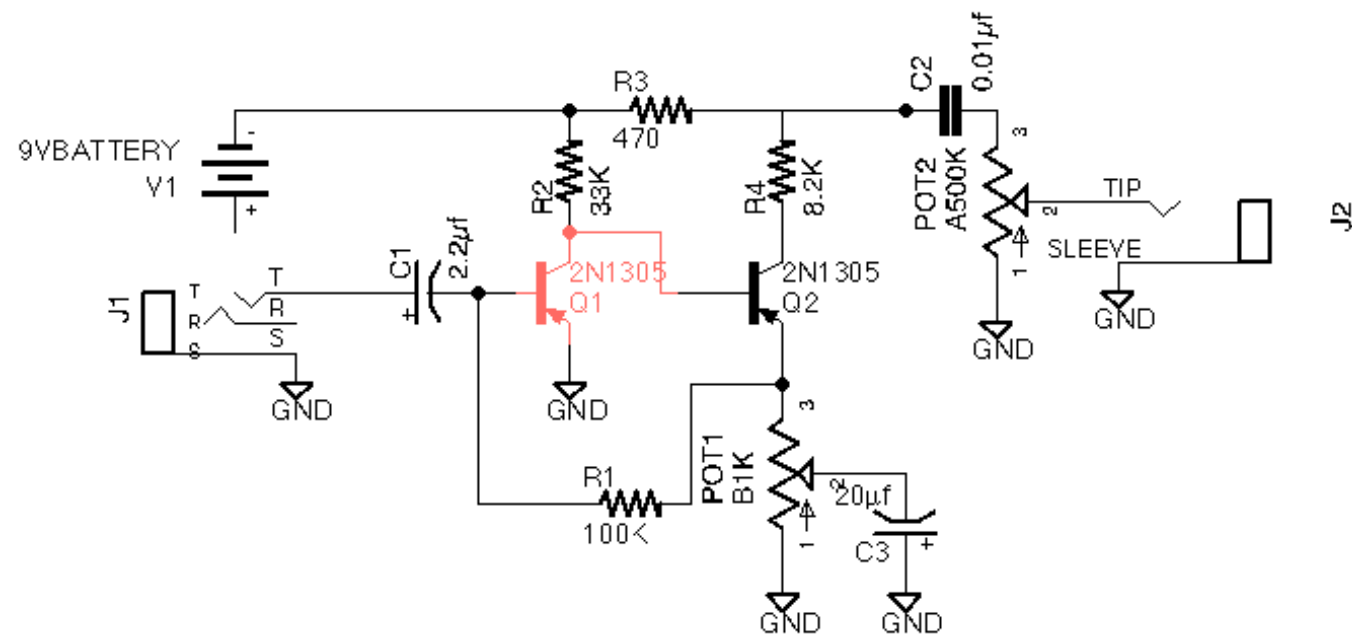 C2
0.01µf
R3
470
3
9VBATTERY
V1
-
+
R2
33K
R4
8.2K
POT2
A500K
2
1
TIP
SLEEVE
J2
GND
GND
C1
2.2µf
+
2N1305
Q1
2N1305
Q2
J1
T
R
S
T
R
S
GND
GND
R1
100K
POT1
B1K
3
2
1
20µf
C3
+
GND
GND